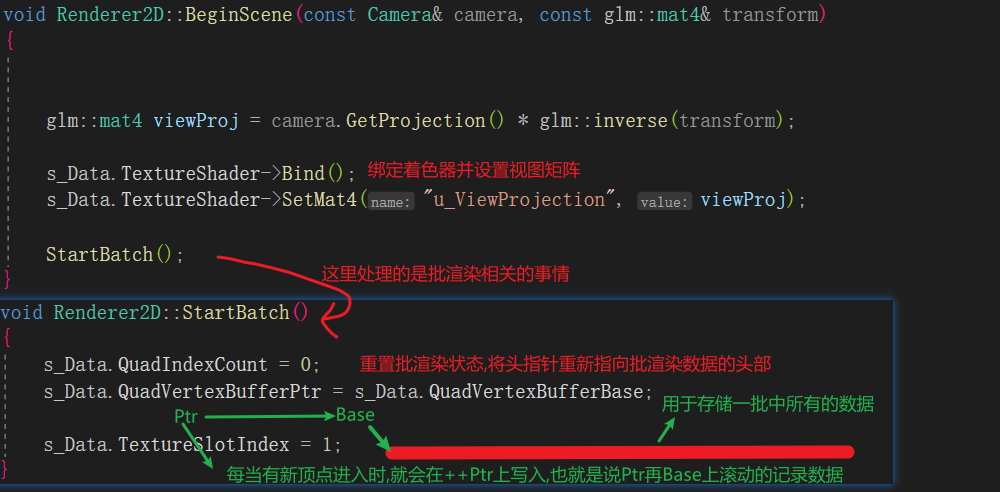 void Renderer2D::BeginScene(const Camera& camera, const glm::mat4& transform)
{
glm::mat4 viewProj = camera.GetProjection() * glm::inverse(transform);
s_Data.TextureShader->Bind(); 绑定着色器并设置视图矩阵
s_Data.TextureShader->SetMat4(name: "u_ViewProjection", value: viewProj);
StartBatch();
这里处理的是批渲染相关的事情
}
void Renderer2D::StartBatch()
{
s_Data.QuadIndexCount = 0; 重置批渲染状态,将头指针重新指向批渲染数据的头部
s_Data.QuadVertexBufferPtr = s_Data.QuadVertexBufferBase;
用于存储一批中所有的数据
Ptr Base
s_Data.TextureSlotIndex = 1;
} 每当有新顶点进入时,就会在++Ptr上写入,也就是说Ptr再Base上滚动的记录数据